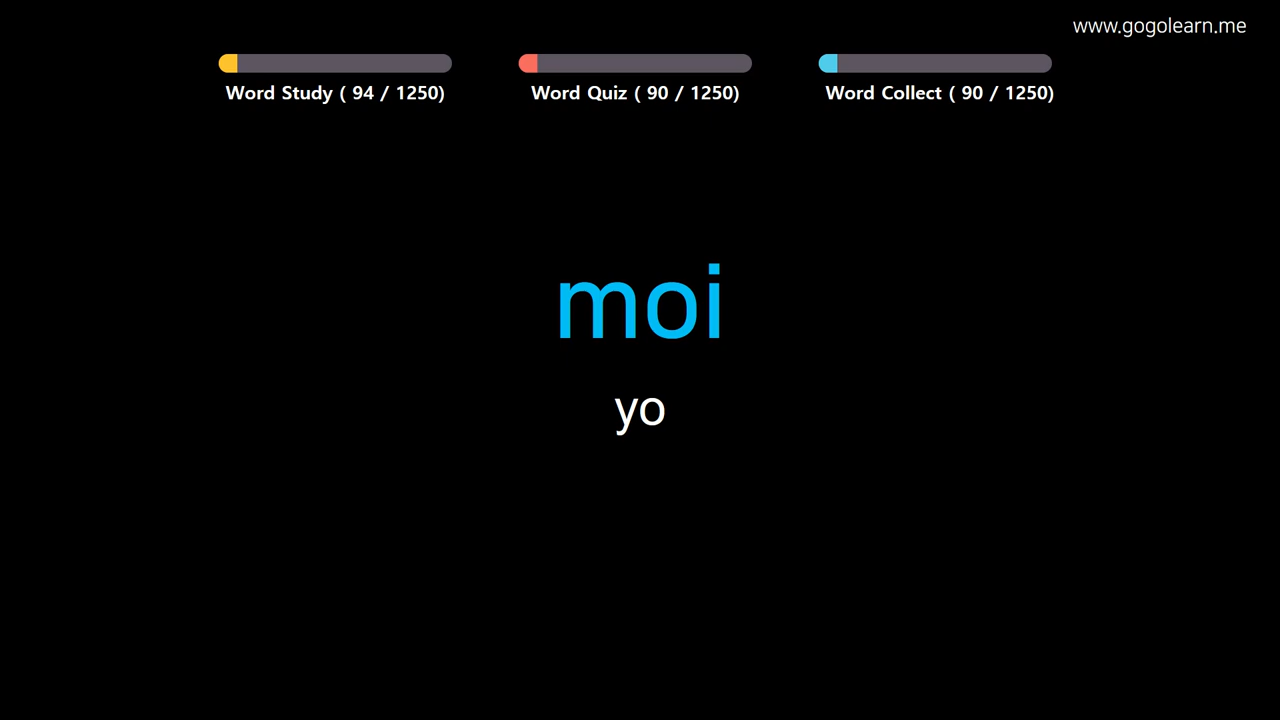 www.gogolearn.me
Word Study ( 94 / 1250)
Word Quiz ( 90 / 1250)
Word Collect ( 90 / 1250)
moi
yo